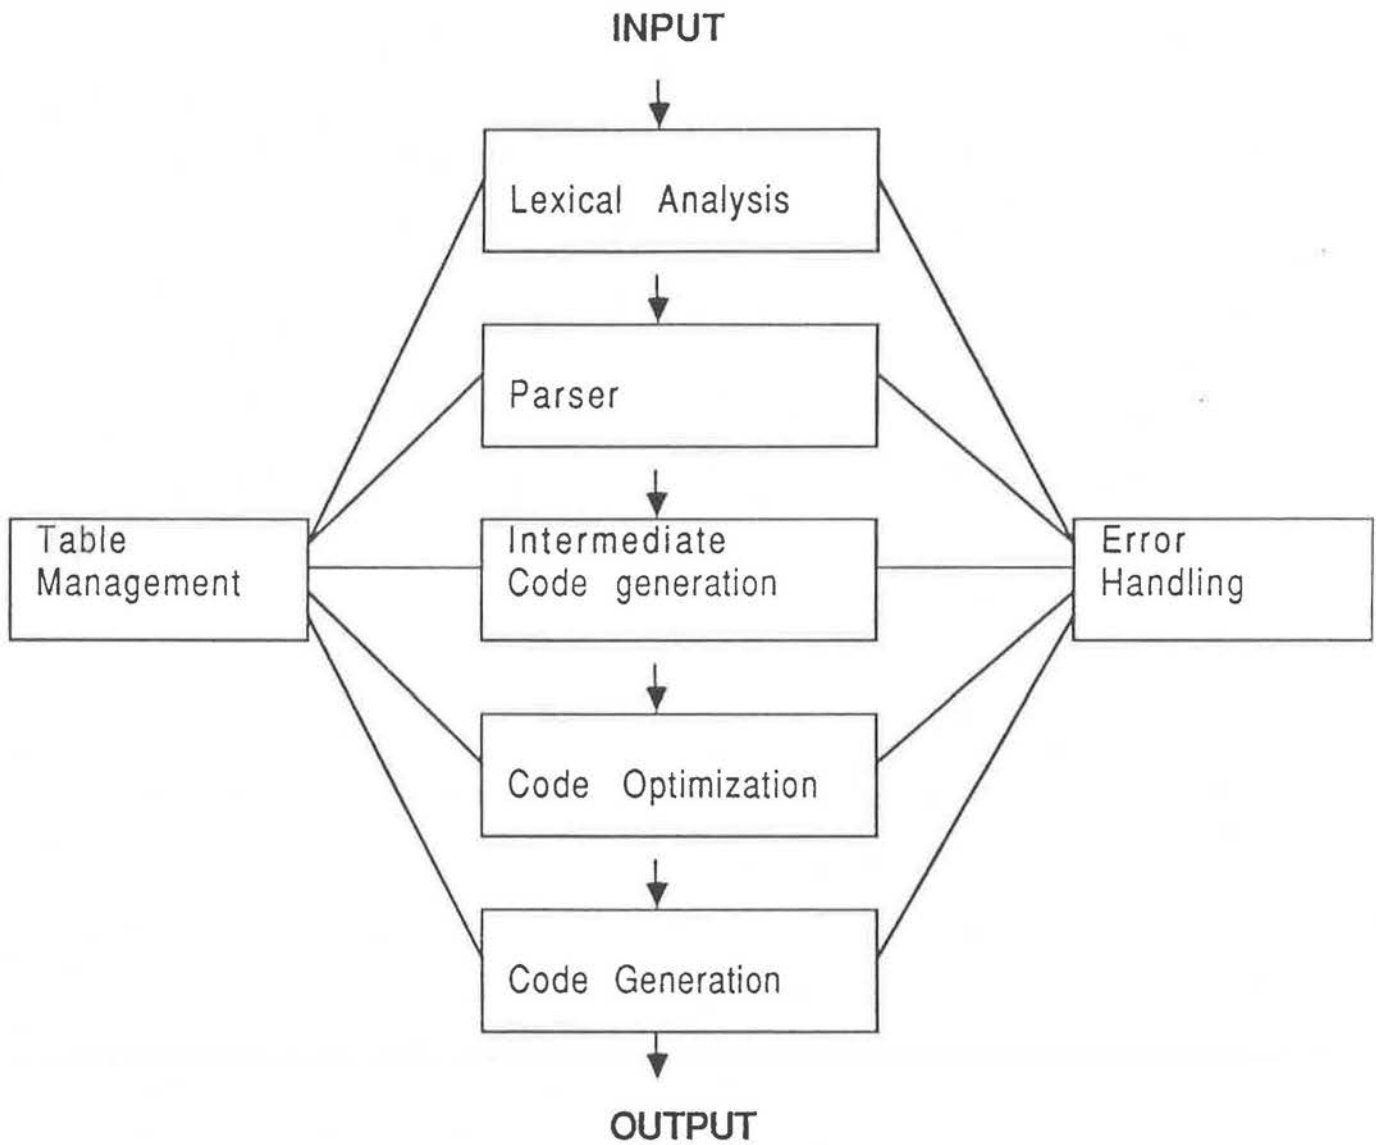 INPUT
Lexical Analysis
Parser
Table
Management
Intermediate
Code generation
Error
Handling
Code Optimization
Code Generation
OUTPUT